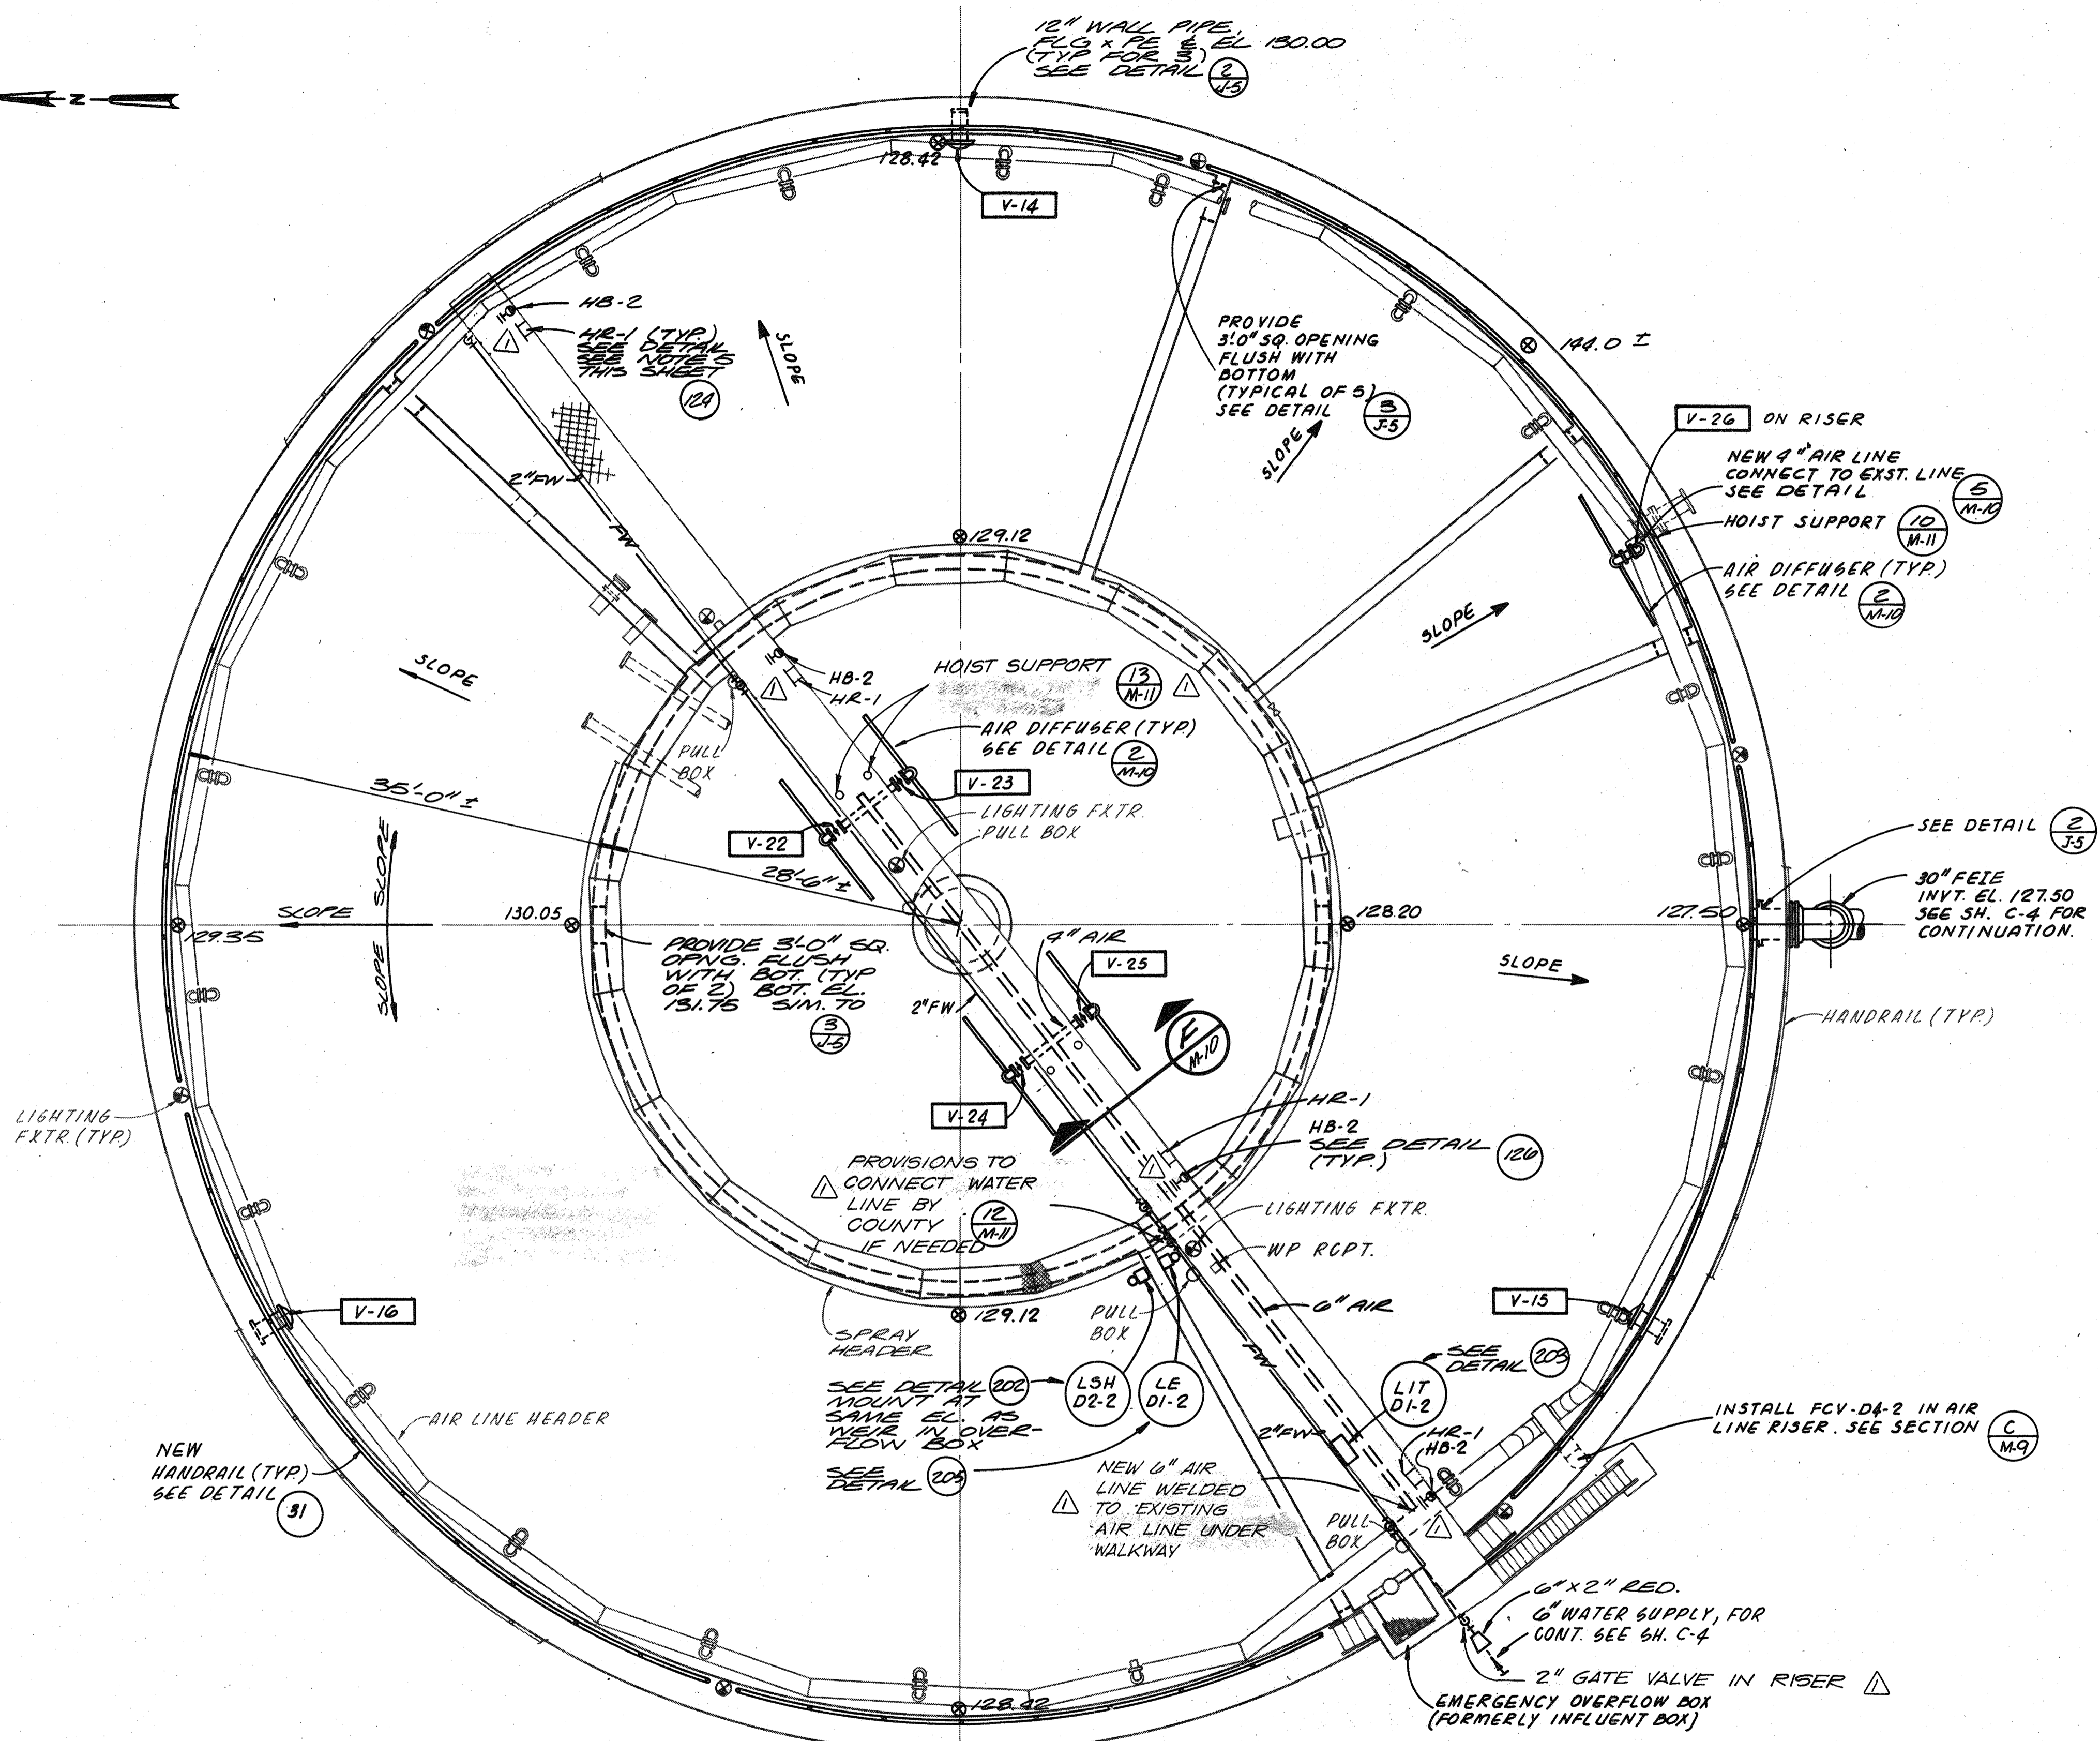 12" WALL PIPE,
FLG x PE ℄ EL 130.00
(TYP FOR 3)
SEE DETAIL 2
J-5
N
128.42
V-14
HB-2
HR-1 (TYP.)
SEE DETAIL
SEE NOTE 5
THIS SHEET
124
SLOPE
PROVIDE
3'-0" SQ. OPENING
FLUSH WITH
BOTTOM
(TYPICAL OF 5)
SEE DETAIL 3
J-5
SLOPE
144.0 ±
V-26 ON RISER
NEW 4"ø AIR LINE
CONNECT TO EXST. LINE
SEE DETAIL 5
M-10
HOIST SUPPORT 10
M-11
AIR DIFFUSER (TYP.)
SEE DETAIL 2
M-10
2" FW
FW
129.12
SLOPE
SLOPE
HOIST SUPPORT 13
M-11
1
HB-2
HR-1
1
1
AIR DIFFUSER (TYP.)
SEE DETAIL 2
M-10
PULL
BOX
V-23
LIGHTING FXTR.
PULL BOX
V-22
35'-0" ±
28'-6" ±
SLOPE
SLOPE
SLOPE
129.35
130.05
128.20
127.50
SEE DETAIL 2
J-5
30" FEIE
INVT. EL. 127.50
SEE SH. C-4 FOR
CONTINUATION.
PROVIDE 3'-0" SQ.
OPNG. FLUSH
WITH BOT. (TYP
OF 2) BOT. EL.
131.75 SIM. TO
3
J-5
4" AIR
V-25
2" FW
SLOPE
HANDRAIL (TYP.)
E
M-10
V-24
LIGHTING
FXTR. (TYP.)
HR-1
HB-2
SEE DETAIL 126
(TYP.)
1
PROVISIONS TO
1 CONNECT WATER
LINE BY
COUNTY 12
M-11
IF NEEDED
LIGHTING FXTR.
WP RCPT.
V-16
V-15
129.12
PULL
BOX
6" AIR
SPRAY
HEADER
FW
SEE DETAIL 202
MOUNT AT
SAME EL. AS
WEIR IN OVER-
FLOW BOX
LSH
D2-2
LE
D1-2
LIT
D1-2
SEE
DETAIL 203
SEE
DETAIL 205
AIR LINE HEADER
NEW
HANDRAIL (TYP.)
SEE DETAIL
31
2" FW
HR-1
HB-2
1
INSTALL FCV-D4-2 IN AIR
LINE RISER. SEE SECTION C
M-9
NEW 6" AIR
LINE WELDED
1 TO EXISTING
AIR LINE UNDER
WALKWAY
PULL
BOX
6" X 2" RED.
6" WATER SUPPLY, FOR
CONT. SEE SH. C-4
2" GATE VALVE IN RISER 1
EMERGENCY OVERFLOW BOX
(FORMERLY INFLUENT BOX)
128.42